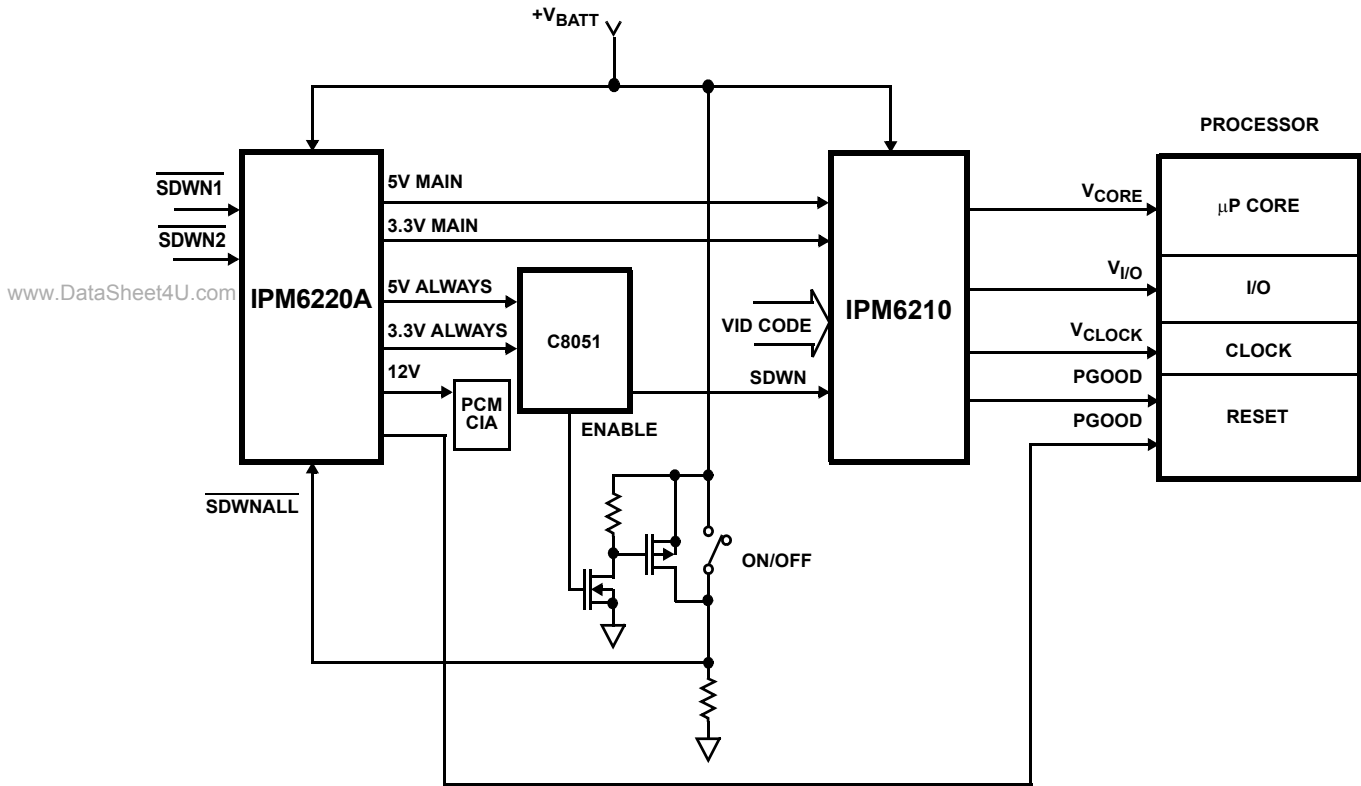 +VBATT
PROCESSOR
SDWN1
SDWN2
www.DataSheet4U.com
IPM6220A
5V MAIN
3.3V MAIN
5V ALWAYS
3.3V ALWAYS
12V
PCM
CIA
C8051
ENABLE
SDWN
VID CODE
IPM6210
VCORE
VI/O
VCLOCK
PGOOD
PGOOD
μP CORE
I/O
CLOCK
RESET
SDWNALL
ON/OFF